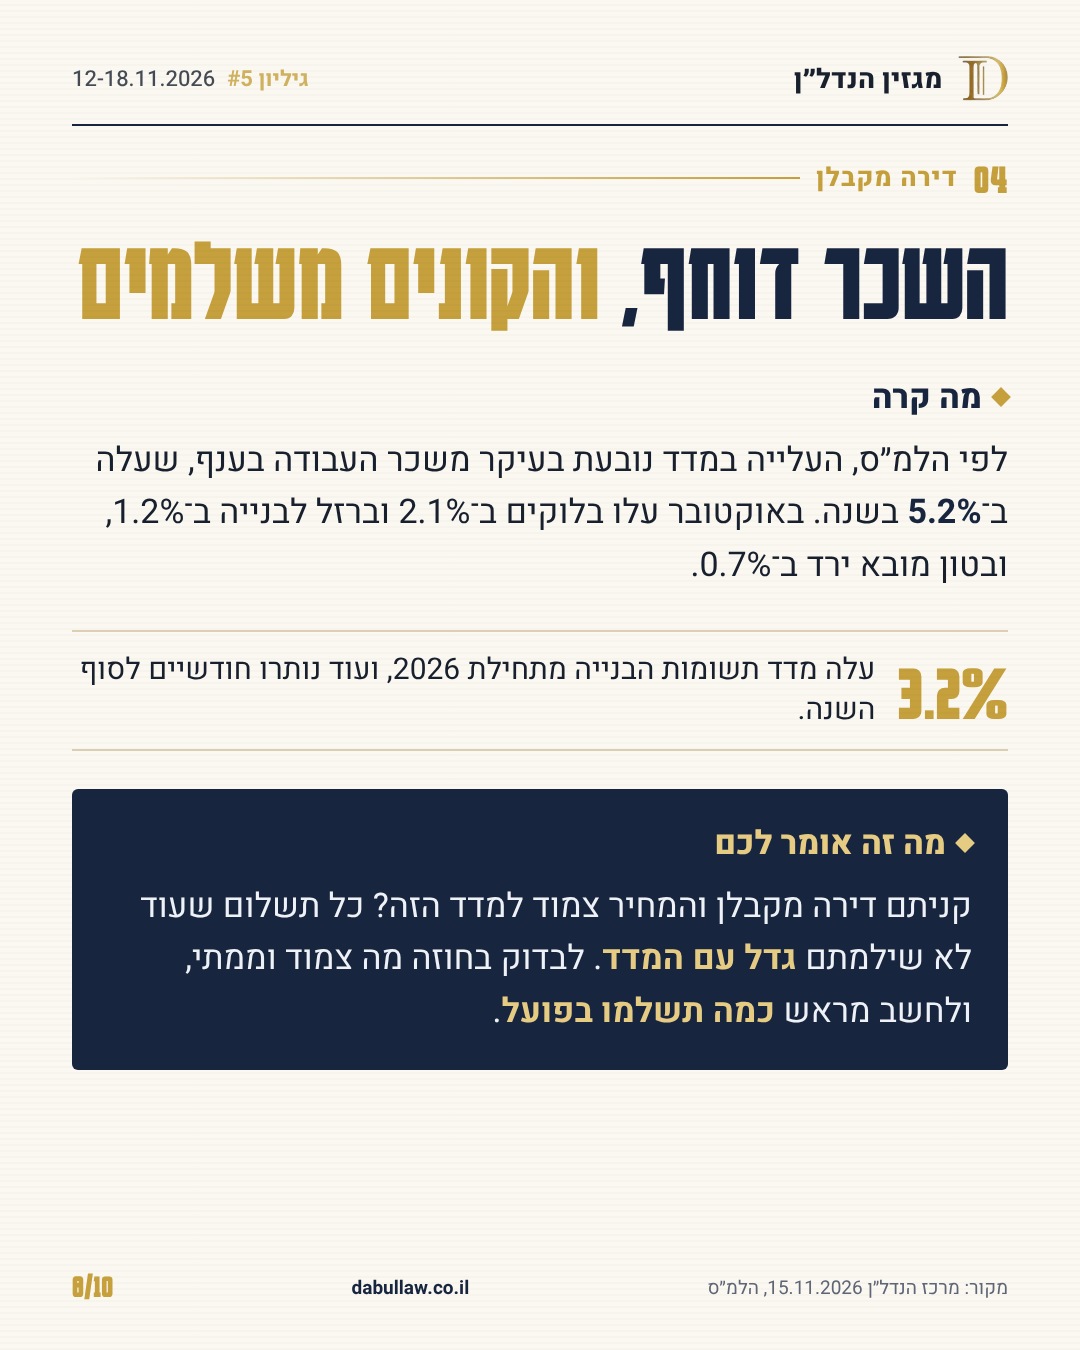 מגזין הנדל״ן
גיליון #5 12-18.11.2026
04 דירה מקבלן
השכר דוחף, והקונים משלמים
מה קרה
לפי הלמ״ס, העלייה במדד נובעת בעיקר משכר העבודה בענף, שעלה
ב־5.2% בשנה. באוקטובר עלו בלוקים ב־2.1% וברזל לבנייה ב־1.2%,
ובטון מובא ירד ב־0.7%.
3.2%
עלה מדד תשומות הבנייה מתחילת 2026, ועוד נותרו חודשיים לסוף
השנה.
מה זה אומר לכם
קניתם דירה מקבלן והמחיר צמוד למדד הזה? כל תשלום שעוד
לא שילמתם גדל עם המדד. לבדוק בחוזה מה צמוד וממתי,
ולחשב מראש כמה תשלמו בפועל.
מקור: מרכז הנדל״ן 15.11.2026, הלמ״ס
dabullaw.co.il
8/10